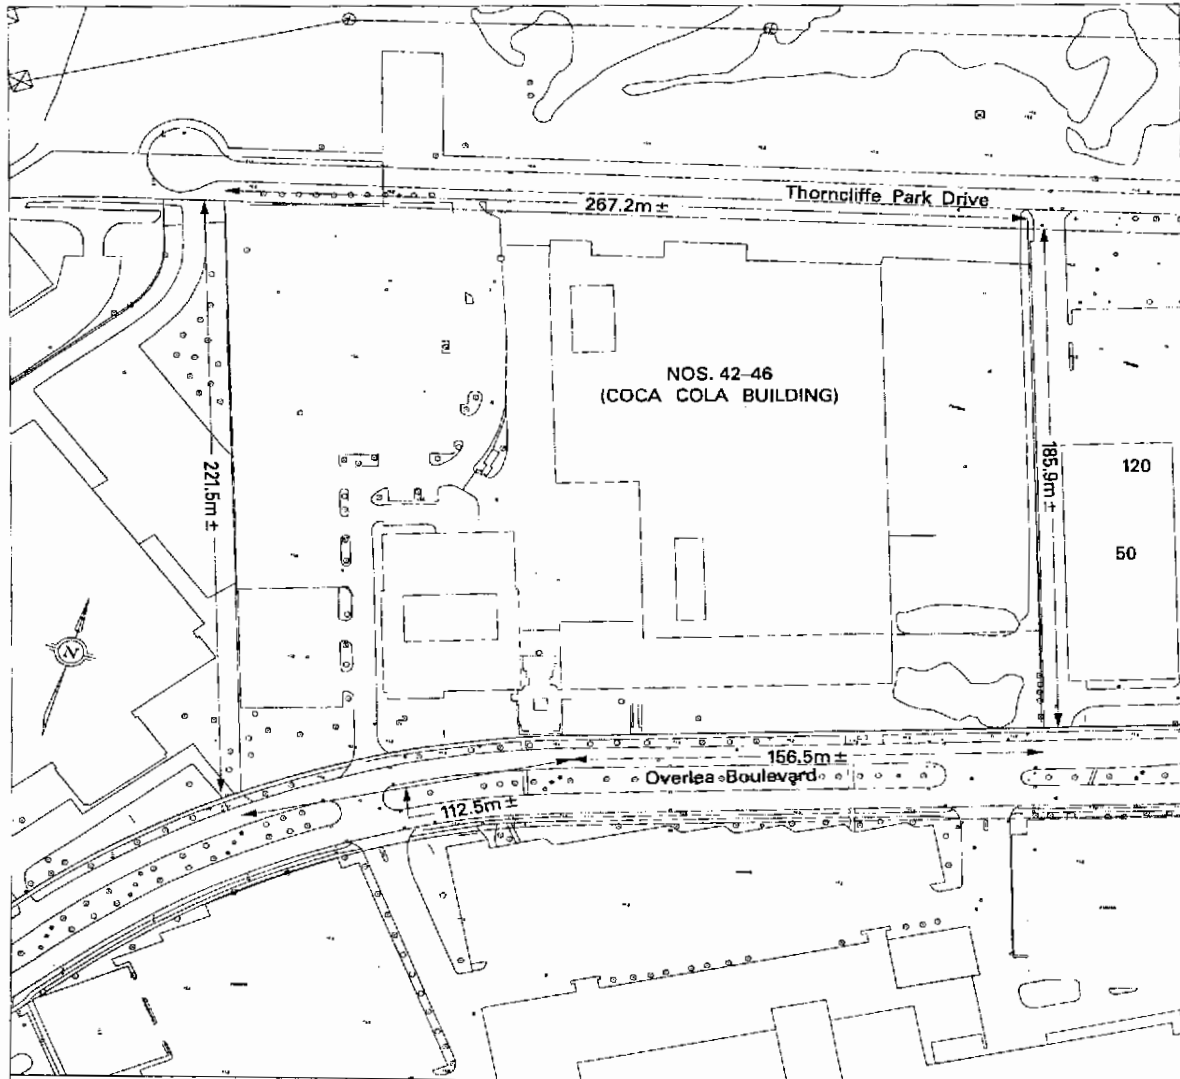 Thorncliffe Park Drive
267.2m ±
NOS. 42–46
(COCA COLA BUILDING)
221.5m ±
185.9m ±
120
50
N
156.5m ±
Overlea Boulevard
112.5m ±